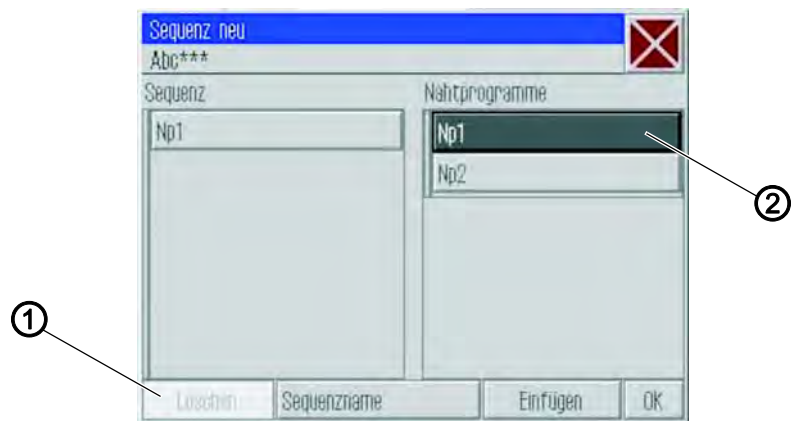 Sequenz neu
Abc***
Sequenz
Nahtprogramme
Np1
Np1
Np2
2
1
Löschen
Sequenzname
Einfügen
OK